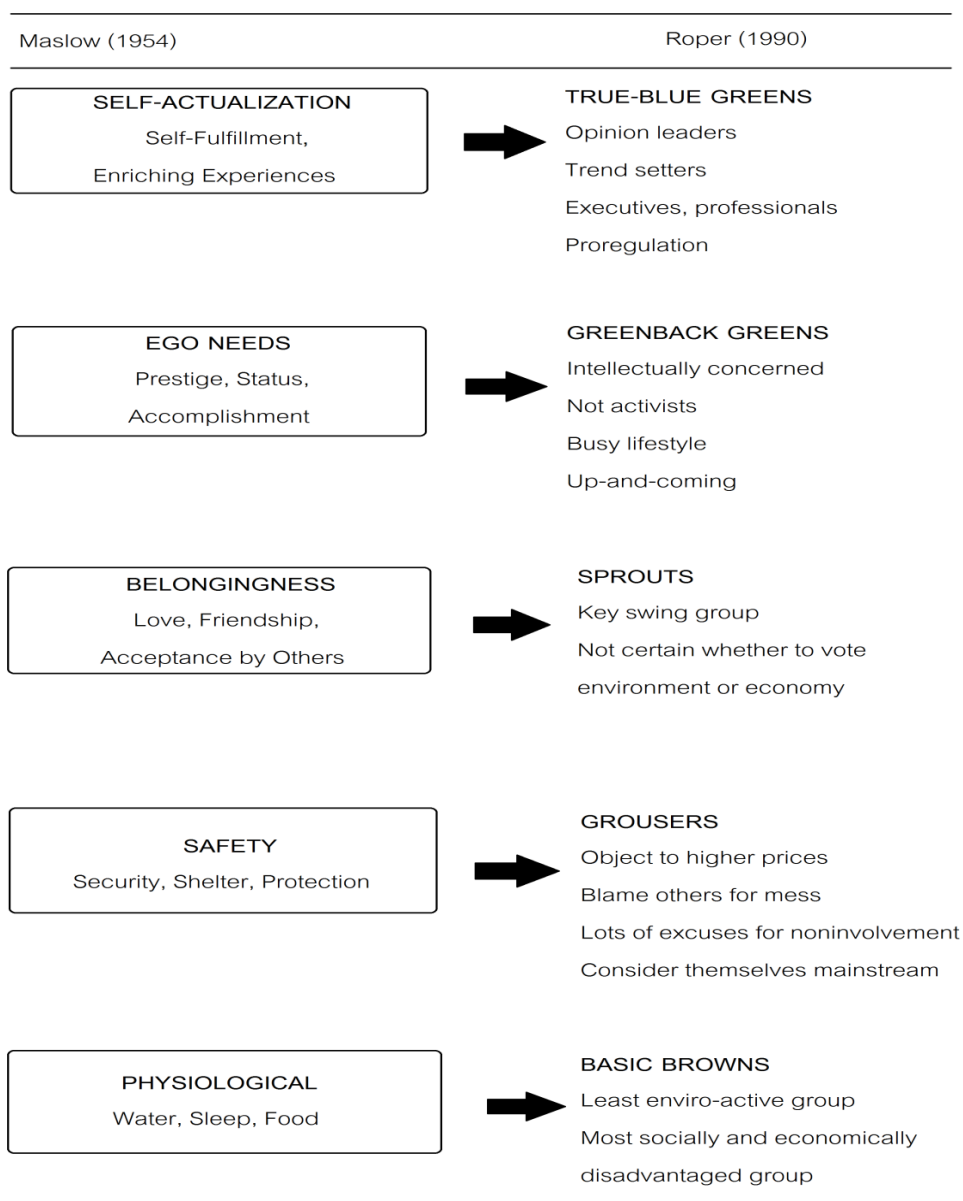 Maslow (1954)
Roper (1990)
SELF-ACTUALIZATION
Self-Fulfillment,
Enriching Experiences
TRUE-BLUE GREENS
Opinion leaders
Trend setters
Executives, professionals
Proregulation
EGO NEEDS
Prestige, Status,
Accomplishment
GREENBACK GREENS
Intellectually concerned
Not activists
Busy lifestyle
Up-and-coming
BELONGINGNESS
Love, Friendship,
Acceptance by Others
SPROUTS
Key swing group
Not certain whether to vote
environment or economy
SAFETY
Security, Shelter, Protection
GROUSERS
Object to higher prices
Blame others for mess
Lots of excuses for noninvolvement
Consider themselves mainstream
PHYSIOLOGICAL
Water, Sleep, Food
BASIC BROWNS
Least enviro-active group
Most socially and economically
disadvantaged group